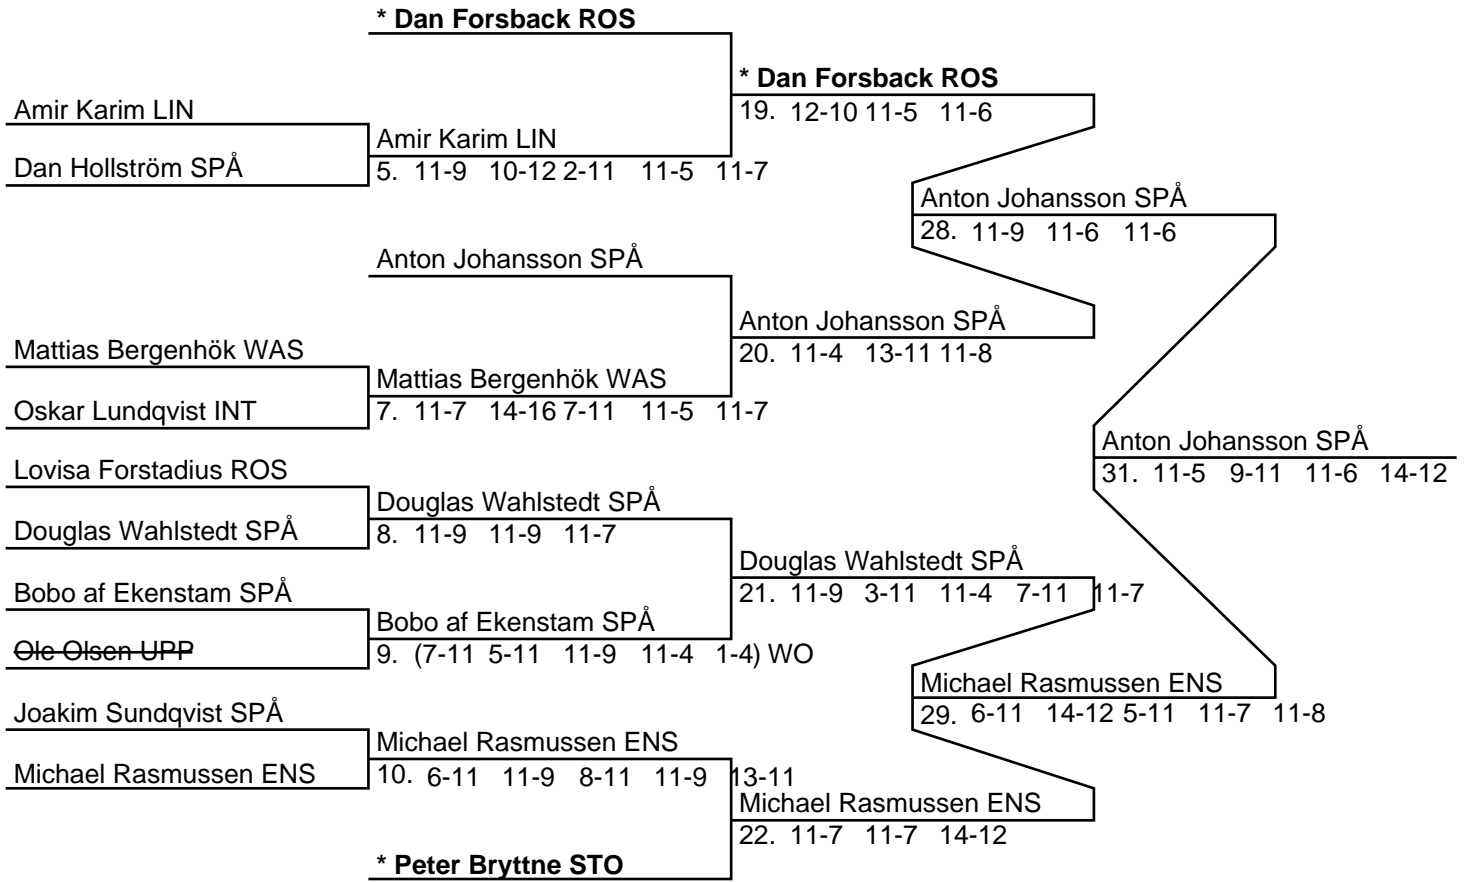 * Dan Forsback ROS
* Dan Forsback ROS
19. 12-10 11-5 11-6
Amir Karim LIN
Amir Karim LIN
Dan Hollström SPÅ
5. 11-9 10-12 2-11 11-5 11-7
Anton Johansson SPÅ
28. 11-9 11-6 11-6
Anton Johansson SPÅ
Anton Johansson SPÅ
20. 11-4 13-11 11-8
Mattias Bergenhök WAS
Mattias Bergenhök WAS
Oskar Lundqvist INT
7. 11-7 14-16 7-11 11-5 11-7
Anton Johansson SPÅ
31. 11-5 9-11 11-6 14-12
Lovisa Forstadius ROS
Douglas Wahlstedt SPÅ
Douglas Wahlstedt SPÅ
8. 11-9 11-9 11-7
Douglas Wahlstedt SPÅ
21. 11-9 3-11 11-4 7-11 11-7
Bobo af Ekenstam SPÅ
Bobo af Ekenstam SPÅ
Ole Olsen UPP
9. (7-11 5-11 11-9 11-4 1-4) WO
Michael Rasmussen ENS
29. 6-11 14-12 5-11 11-7 11-8
Joakim Sundqvist SPÅ
Michael Rasmussen ENS
Michael Rasmussen ENS
10. 6-11 11-9 8-11 11-9 13-11
Michael Rasmussen ENS
22. 11-7 11-7 14-12
* Peter Bryttne STO